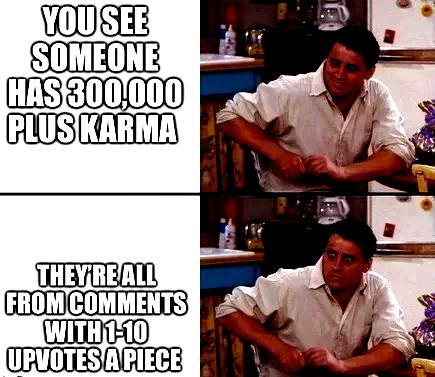 YOU SEE
SOMEONE
HAS 300,000
PLUS KARMA
THEY'RE ALL
FROM COMMENTS
WITH 1-10
UPVOTES A PIECE